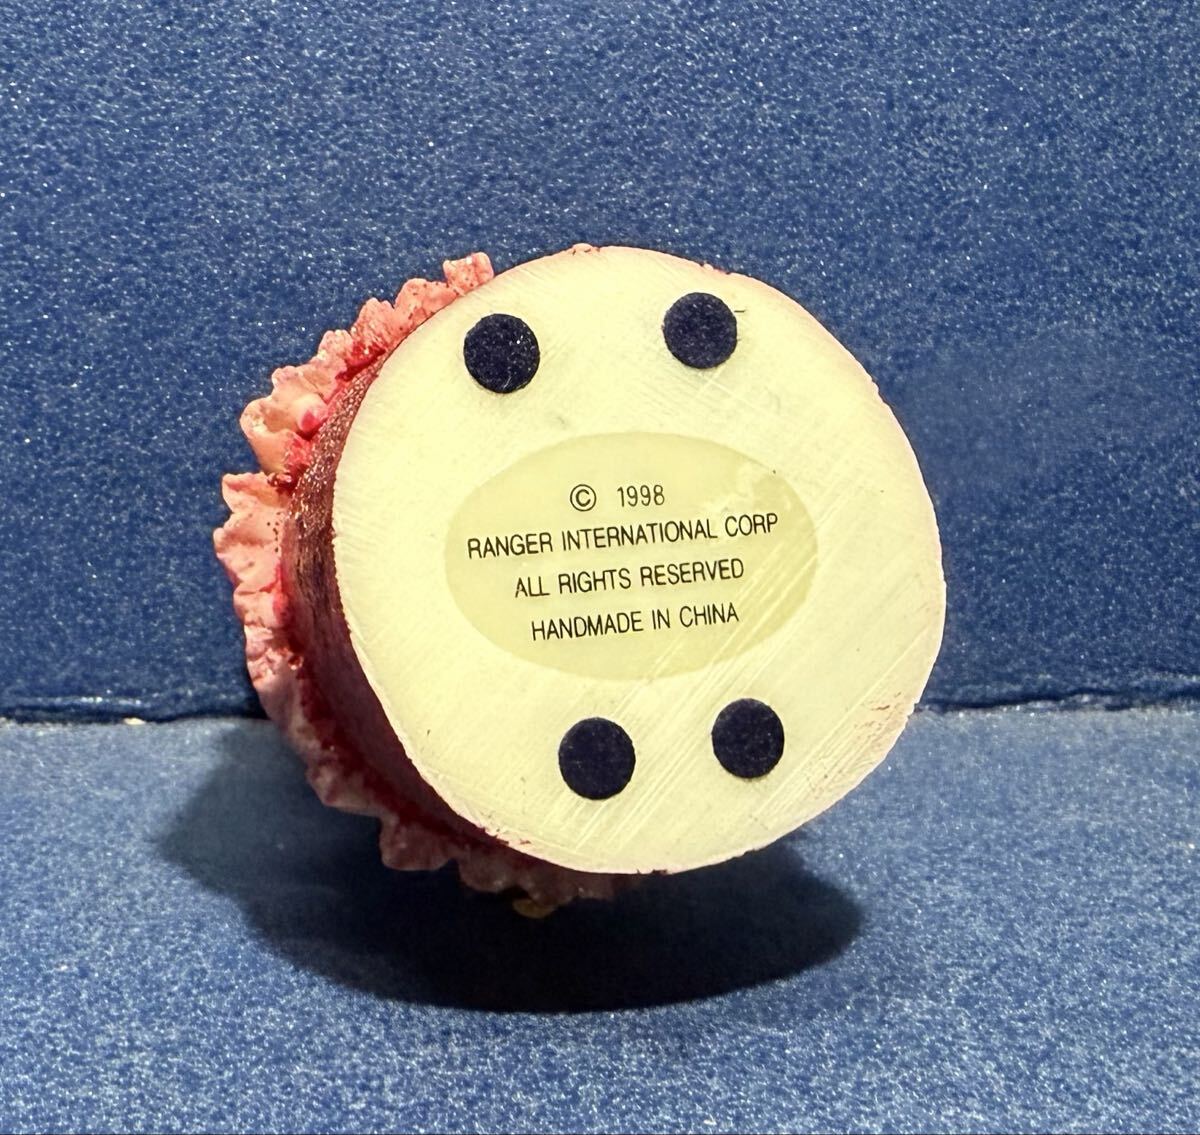 © 1998
RANGER INTERNATIONAL CORP
ALL RIGHTS RESERVED
HANDMADE IN CHINA